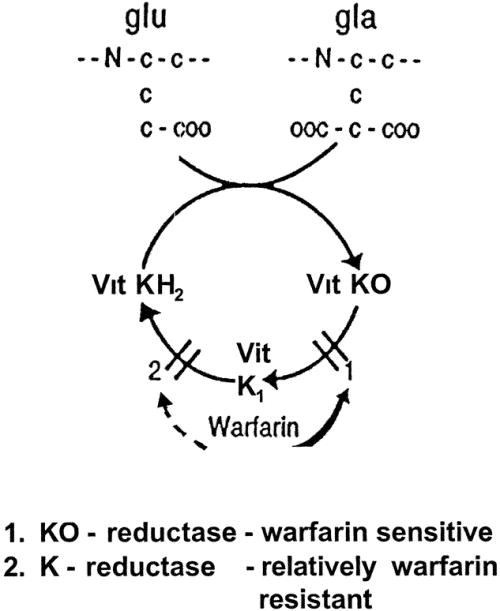 glu gla
--N-c-c-- --N-c-c--
c c
c-coo ooc-c-coo
Vit KH₂ Vit KO
Vit
2 K₁ 1
Warfarin
1. KO - reductase - warfarin sensitive
2. K - reductase - relatively warfarin
resistant